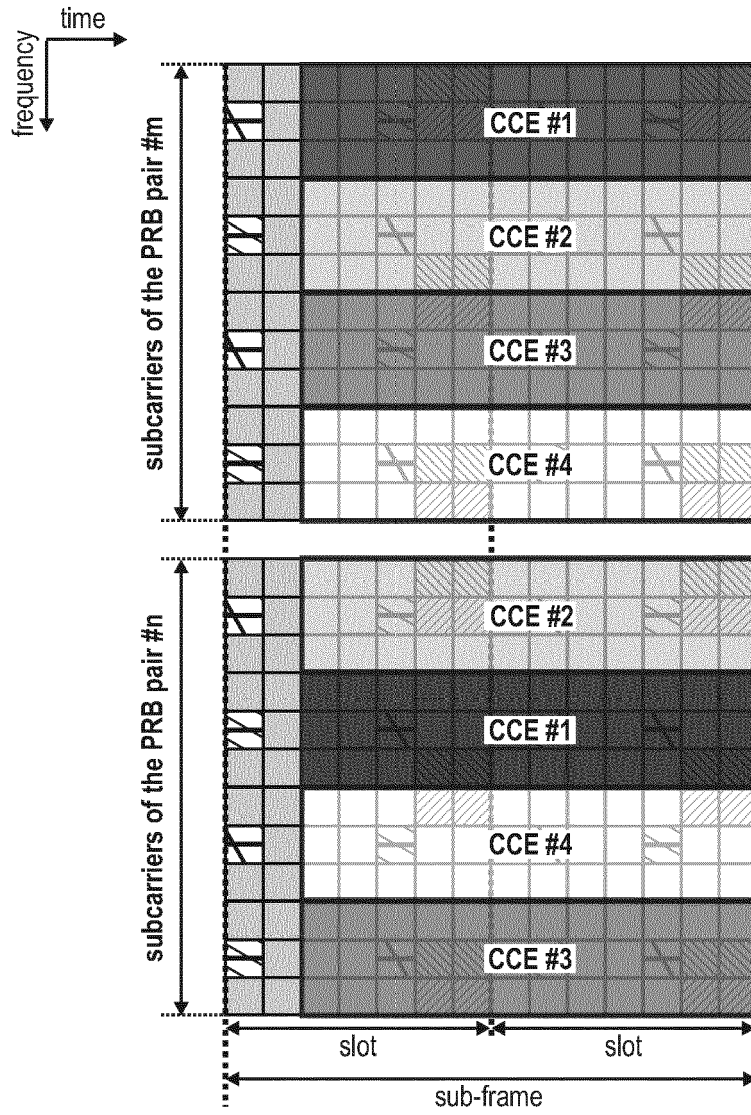 time
frequency
subcarriers of the PRB pair #m
CCE #1
CCE #2
CCE #3
CCE #4
subcarriers of the PRB pair #n
CCE #2
CCE #1
CCE #4
CCE #3
slot
slot
sub-frame